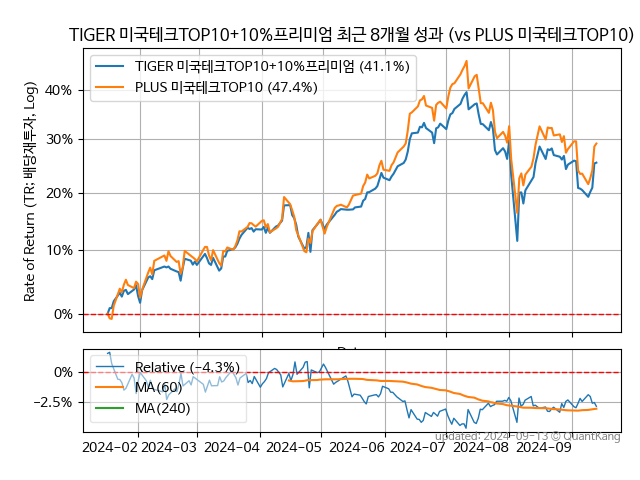 TIGER 미국테크TOP10+10%프리미엄 최근 8개월 성과 (vs PLUS 미국테크TOP10)
TIGER 미국테크TOP10+10%프리미엄 (41.1%)
PLUS 미국테크TOP10 (47.4%)
Rate of Return (TR: 배당재투자, Log)
40%
30%
20%
10%
0%
Relative (−4.3%)
MA(60)
MA(240)
0%
−2.5%
2024-02 2024-03 2024-04 2024-05 2024-06 2024-07 2024-08 2024-09
updated: 2024-09-13 © QuantKang